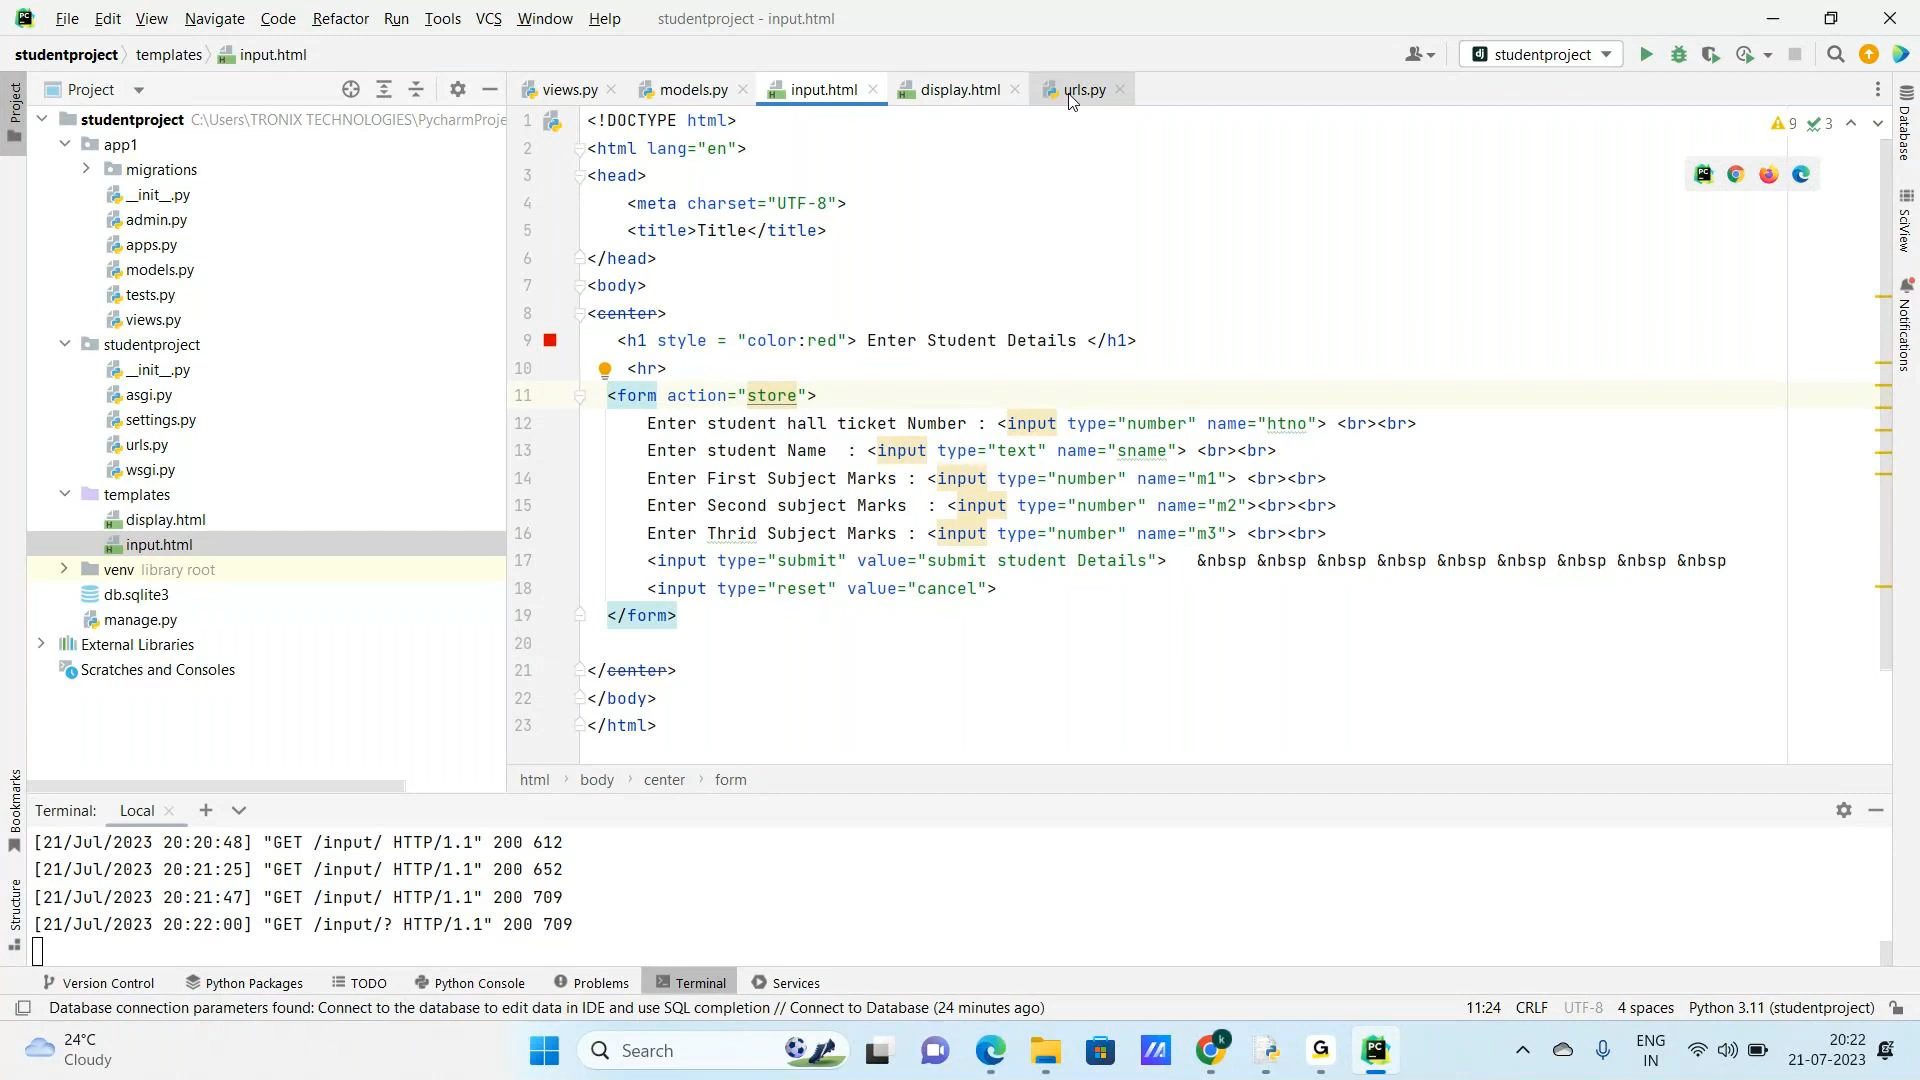 File Edit View Navigate Code Refactor Run Tools VCS Window Help studentproject - input.html
studentproject templates input.html studentproject
Project views.py models.py input.html display.html urls.py
Project
studentproject C:\Users\TRONIX TECHNOLOGIES\PycharmProje
app1
migrations
__init__.py
admin.py
apps.py
models.py
tests.py
views.py
studentproject
__init__.py
asgi.py
settings.py
urls.py
wsgi.py
templates
display.html
input.html
venv library root
db.sqlite3
manage.py
External Libraries
Scratches and Consoles
1 <!DOCTYPE html>
2 <html lang="en">
3 <head>
4 <meta charset="UTF-8">
5 <title>Title</title>
6 </head>
7 <body>
8 <center>
9 <h1 style = "color:red"> Enter Student Details </h1>
10 <hr>
11 <form action="store">
12 Enter student hall ticket Number : <input type="number" name="htno"> <br><br>
13 Enter student Name  : <input type="text" name="sname"> <br><br>
14 Enter First Subject Marks : <input type="number" name="m1"> <br><br>
15 Enter Second subject Marks  : <input type="number" name="m2"><br><br>
16 Enter Thrid Subject Marks : <input type="number" name="m3"> <br><br>
17 <input type="submit" value="submit student Details">   &nbsp &nbsp &nbsp &nbsp &nbsp &nbsp &nbsp &nbsp &nbsp
18 <input type="reset" value="cancel">
19 </form>
20
21 </center>
22 </body>
23 </html>
9 3
Database
SciView
Notifications
Bookmarks
Structure
html body center form
Terminal: Local
[21/Jul/2023 20:20:48] "GET /input/ HTTP/1.1" 200 612
[21/Jul/2023 20:21:25] "GET /input/ HTTP/1.1" 200 652
[21/Jul/2023 20:21:47] "GET /input/ HTTP/1.1" 200 709
[21/Jul/2023 20:22:00] "GET /input/? HTTP/1.1" 200 709
Version Control Python Packages TODO Python Console Problems Terminal Services
Database connection parameters found: Connect to the database to edit data in IDE and use SQL completion // Connect to Database (24 minutes ago) 11:24 CRLF UTF-8 4 spaces Python 3.11 (studentproject)
24°C
Cloudy
Search
ENG
IN
20:22
21-07-2023